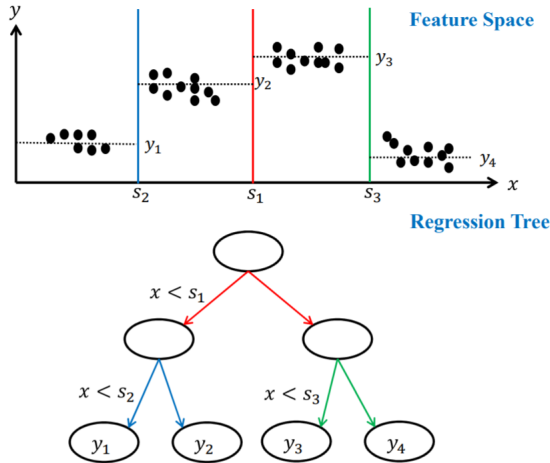 y
Feature Space
y₃
y₂
y₁
y₄
s₂
s₁
s₃
x
Regression Tree
x < s₁
x < s₂
x < s₃
y₁
y₂
y₃
y₄